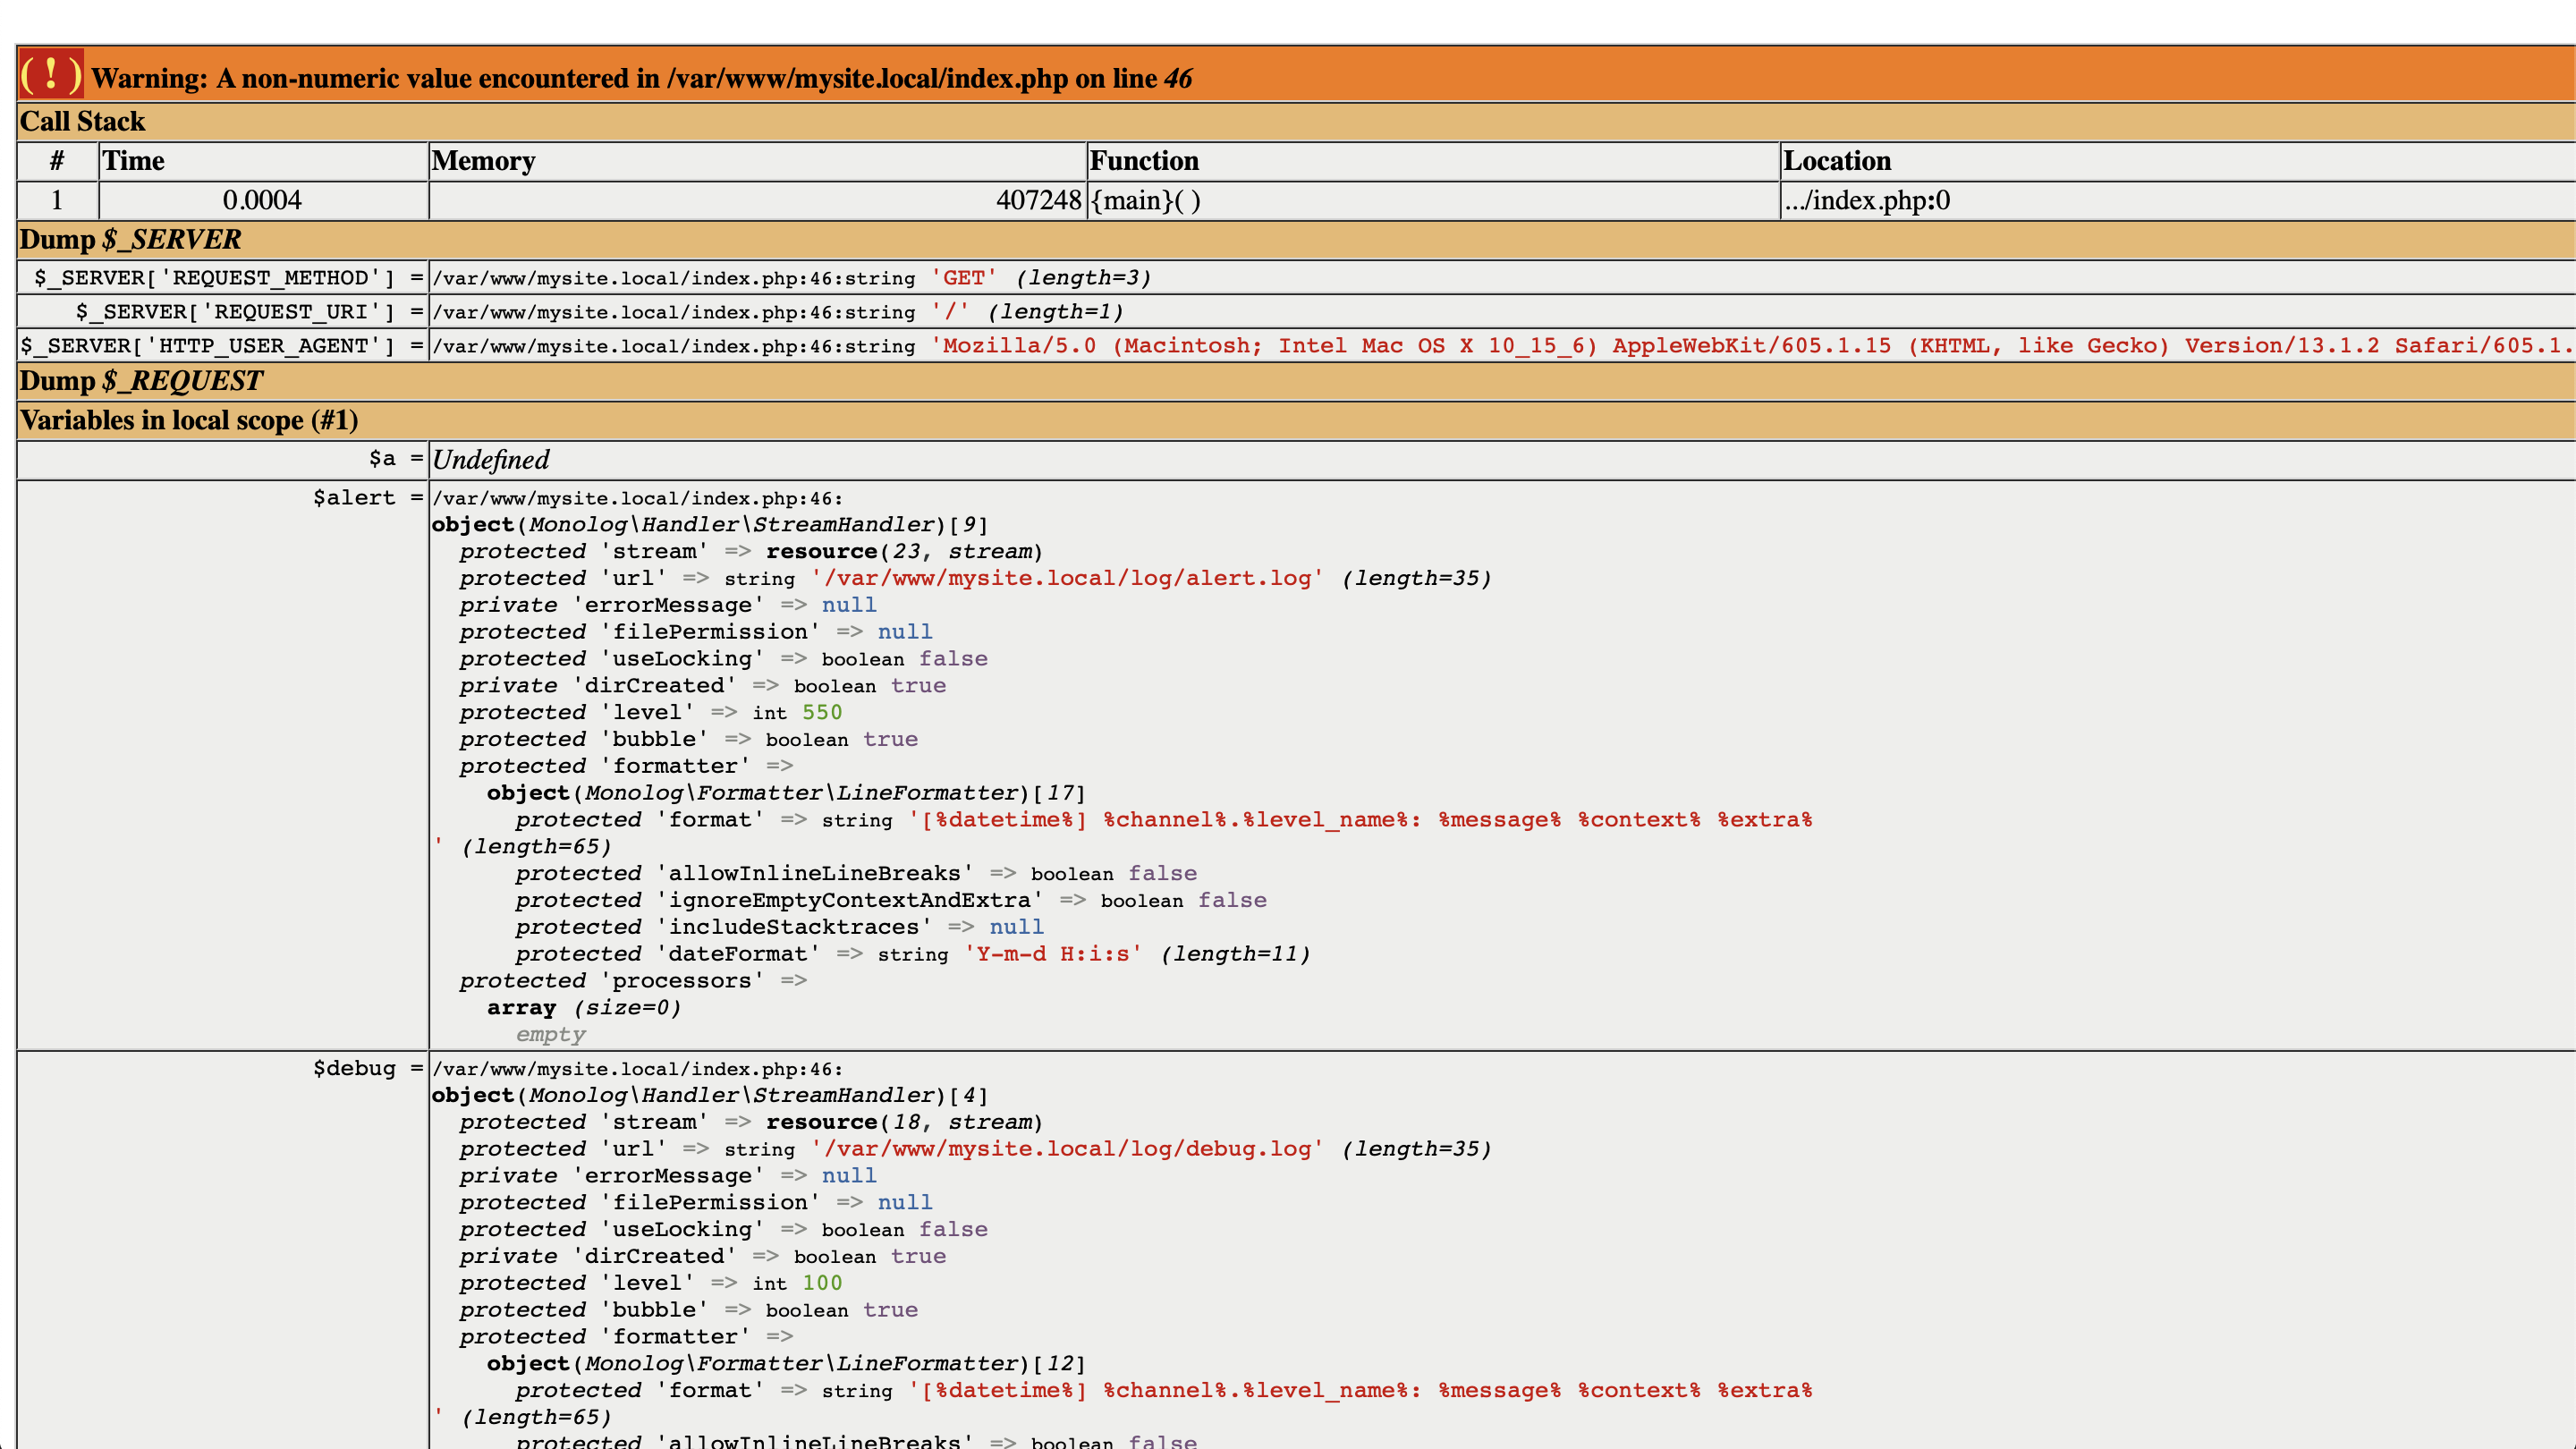 (!) Warning: A non-numeric value encountered in /var/www/mysite.local/index.php on line 46
Call Stack
# Time Memory Function Location
1 0.0004 407248 {main}( ) .../index.php:0
Dump $_SERVER
$_SERVER['REQUEST_METHOD'] = /var/www/mysite.local/index.php:46:string 'GET' (length=3)
$_SERVER['REQUEST_URI'] = /var/www/mysite.local/index.php:46:string '/' (length=1)
$_SERVER['HTTP_USER_AGENT'] = /var/www/mysite.local/index.php:46:string 'Mozilla/5.0 (Macintosh; Intel Mac OS X 10_15_6) AppleWebKit/605.1.15 (KHTML, like Gecko) Version/13.1.2 Safari/605.1.
Dump $_REQUEST
Variables in local scope (#1)
$a = Undefined
$alert = /var/www/mysite.local/index.php:46:
object(Monolog\Handler\StreamHandler)[9]
protected 'stream' => resource(23, stream)
protected 'url' => string '/var/www/mysite.local/log/alert.log' (length=35)
private 'errorMessage' => null
protected 'filePermission' => null
protected 'useLocking' => boolean false
private 'dirCreated' => boolean true
protected 'level' => int 550
protected 'bubble' => boolean true
protected 'formatter' =>
object(Monolog\Formatter\LineFormatter)[17]
protected 'format' => string '[%datetime%] %channel%.%level_name%: %message% %context% %extra%
' (length=65)
protected 'allowInlineLineBreaks' => boolean false
protected 'ignoreEmptyContextAndExtra' => boolean false
protected 'includeStacktraces' => null
protected 'dateFormat' => string 'Y-m-d H:i:s' (length=11)
protected 'processors' =>
array (size=0)
empty
$debug = /var/www/mysite.local/index.php:46:
object(Monolog\Handler\StreamHandler)[4]
protected 'stream' => resource(18, stream)
protected 'url' => string '/var/www/mysite.local/log/debug.log' (length=35)
private 'errorMessage' => null
protected 'filePermission' => null
protected 'useLocking' => boolean false
private 'dirCreated' => boolean true
protected 'level' => int 100
protected 'bubble' => boolean true
protected 'formatter' =>
object(Monolog\Formatter\LineFormatter)[12]
protected 'format' => string '[%datetime%] %channel%.%level_name%: %message% %context% %extra%
' (length=65)
protected 'allowInlineLineBreaks' => boolean false